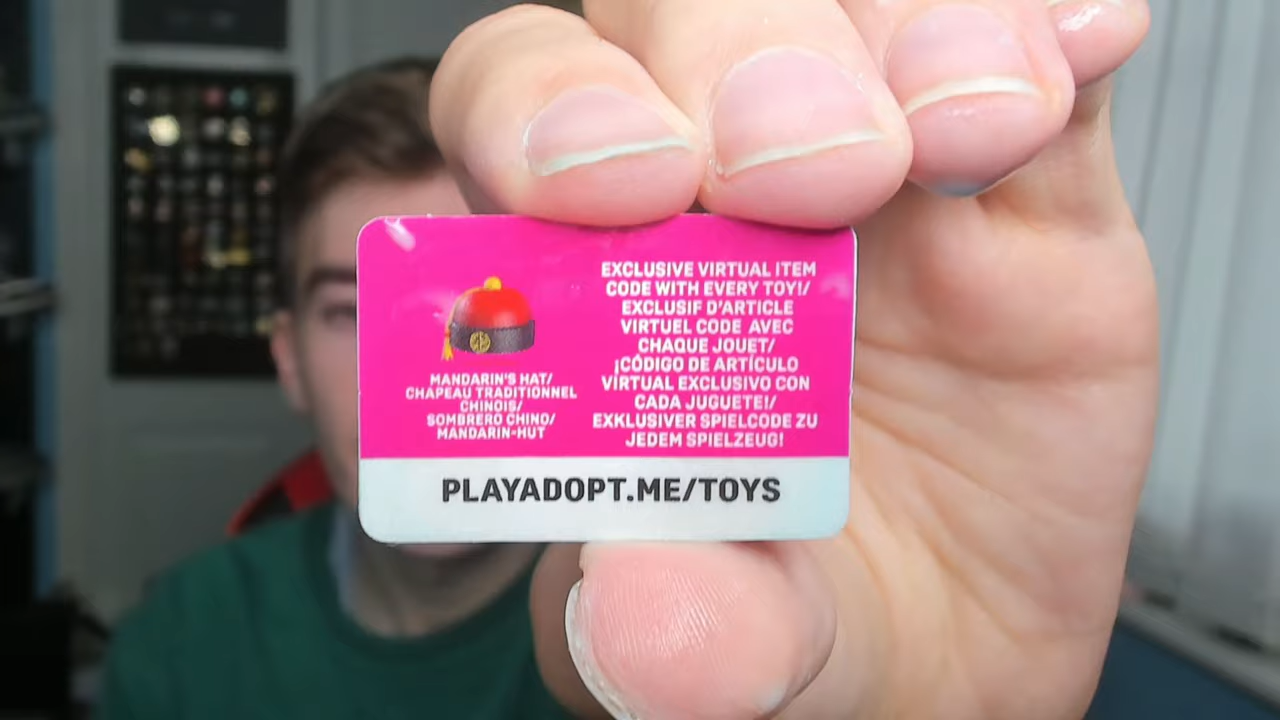 MANDARIN'S HAT/
CHAPEAU TRADITIONNEL
CHINOIS/
SOMBRERO CHINO/
MANDARIN-HUT
EXCLUSIVE VIRTUAL ITEM
CODE WITH EVERY TOY!/
EXCLUSIF D'ARTICLE
VIRTUEL CODE AVEC
CHAQUE JOUET/
¡CÓDIGO DE ARTÍCULO
VÍRTUAL EXCLUSIVO CON
CADA JUGUETE!/
EXKLUSIVER SPIELCODE ZU
JEDEM SPIELZEUG!
PLAYADOPT.ME/TOYS